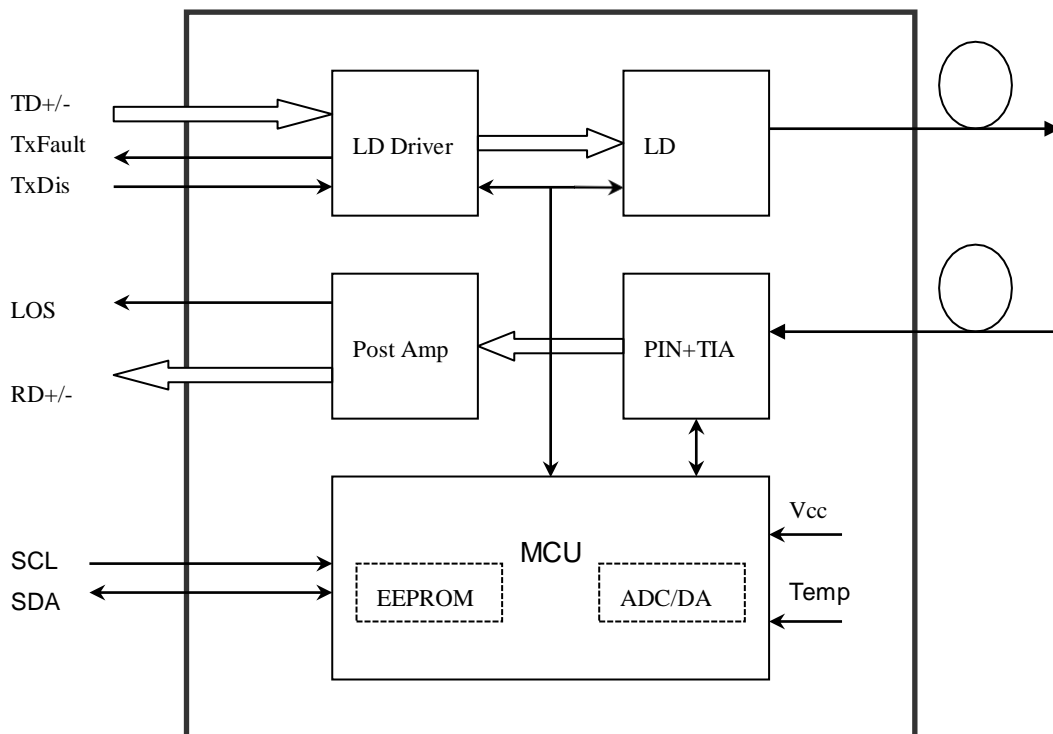 TD+/-
TxFault
TxDis
LD Driver
LD
LOS
RD+/-
Post Amp
PIN+TIA
SCL
SDA
MCU
EEPROM
ADC/DA
Vcc
Temp